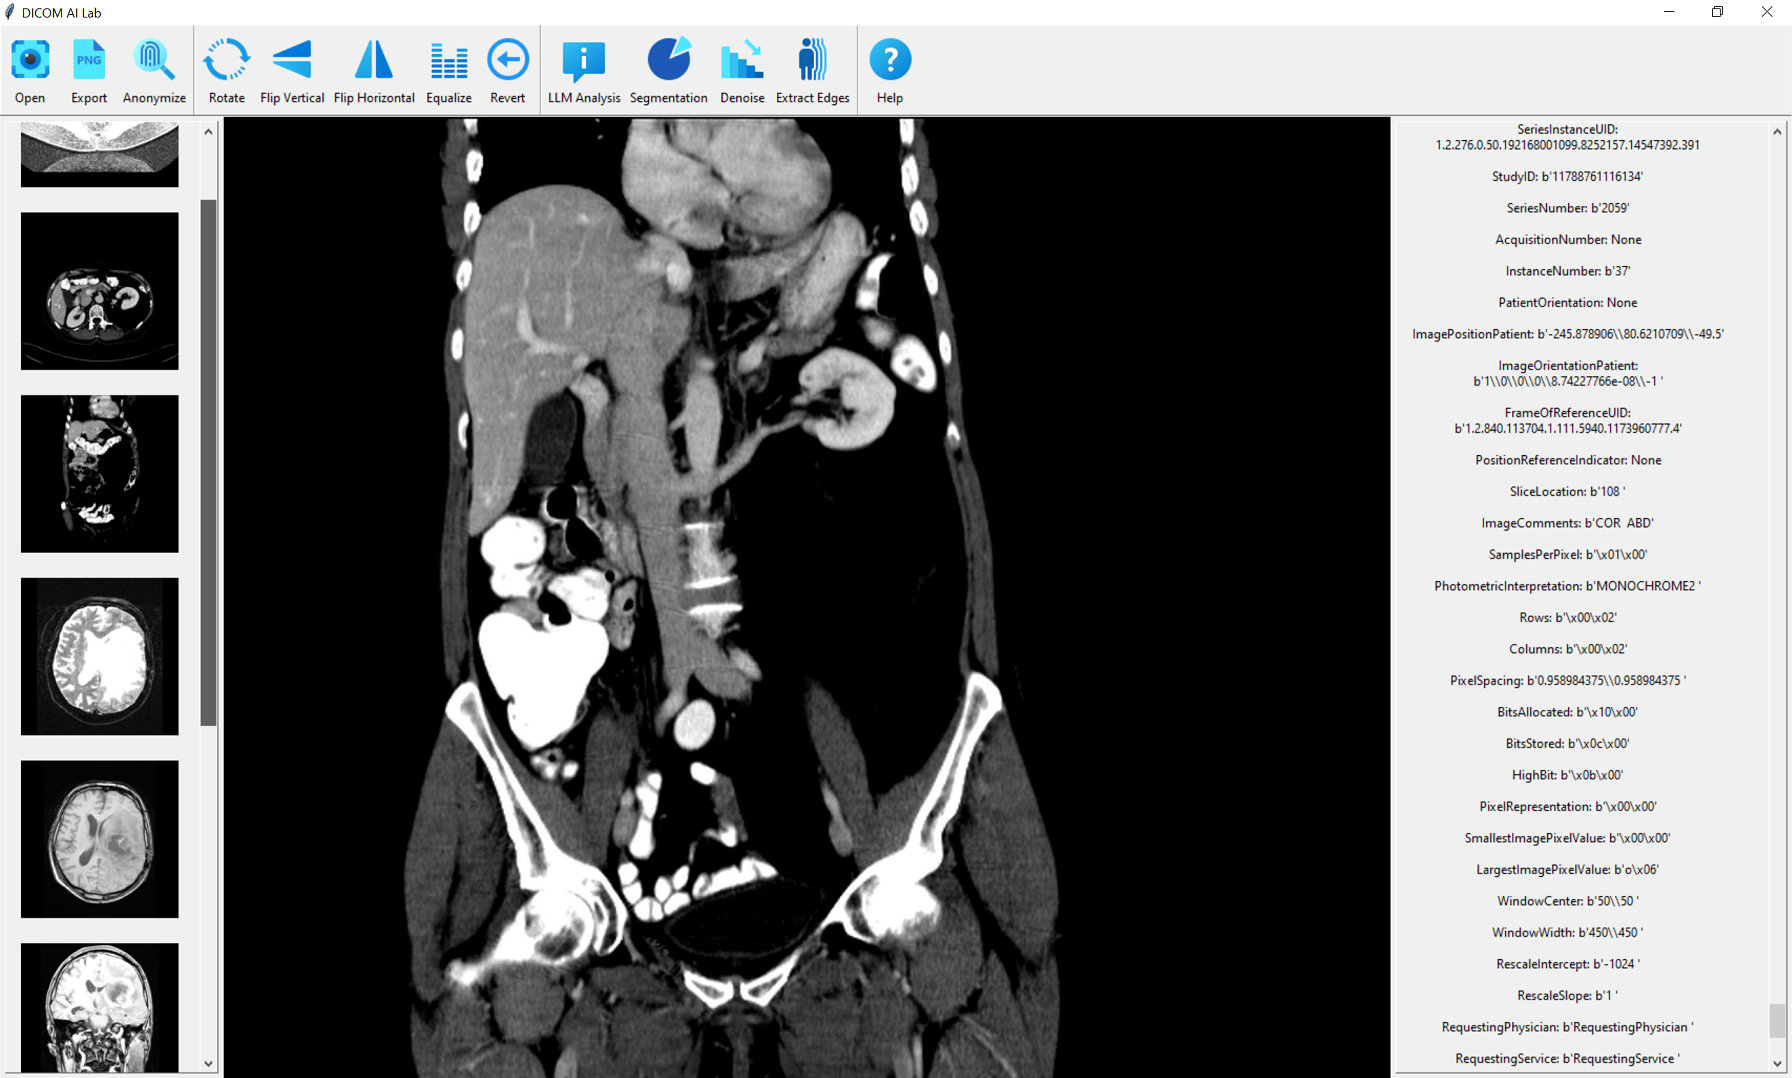 DICOM AI Lab
PNG
Open
Export
Anonymize
Rotate
Flip Vertical
Flip Horizontal
Equalize
Revert
LLM Analysis
Segmentation
Denoise
Extract Edges
?
Help
SeriesInstanceUID:
1.2.276.0.50.192168001099.8252157.14547392.391
StudyID: b'11788761116134'
SeriesNumber: b'2059'
AcquisitionNumber: None
InstanceNumber: b'37'
PatientOrientation: None
ImagePositionPatient: b'-245.878906\\80.6210709\\-49.5'
ImageOrientationPatient:
b'1\\0\\0\\0\\8.74227766e-08\\-1 '
FrameOfReferenceUID:
b'1.2.840.113704.1.111.5940.1173960777.4'
PositionReferenceIndicator: None
SliceLocation: b'108 '
ImageComments: b'COR  ABD'
SamplesPerPixel: b'\x01\x00'
PhotometricInterpretation: b'MONOCHROME2 '
Rows: b'\x00\x02'
Columns: b'\x00\x02'
PixelSpacing: b'0.958984375\\0.958984375 '
BitsAllocated: b'\x10\x00'
BitsStored: b'\x0c\x00'
HighBit: b'\x0b\x00'
PixelRepresentation: b'\x00\x00'
SmallestImagePixelValue: b'\x00\x00'
LargestImagePixelValue: b'o\x06'
WindowCenter: b'50\\50 '
WindowWidth: b'450\\450 '
RescaleIntercept: b'-1024 '
RescaleSlope: b'1 '
RequestingPhysician: b'RequestingPhysician '
RequestingService: b'RequestingService '